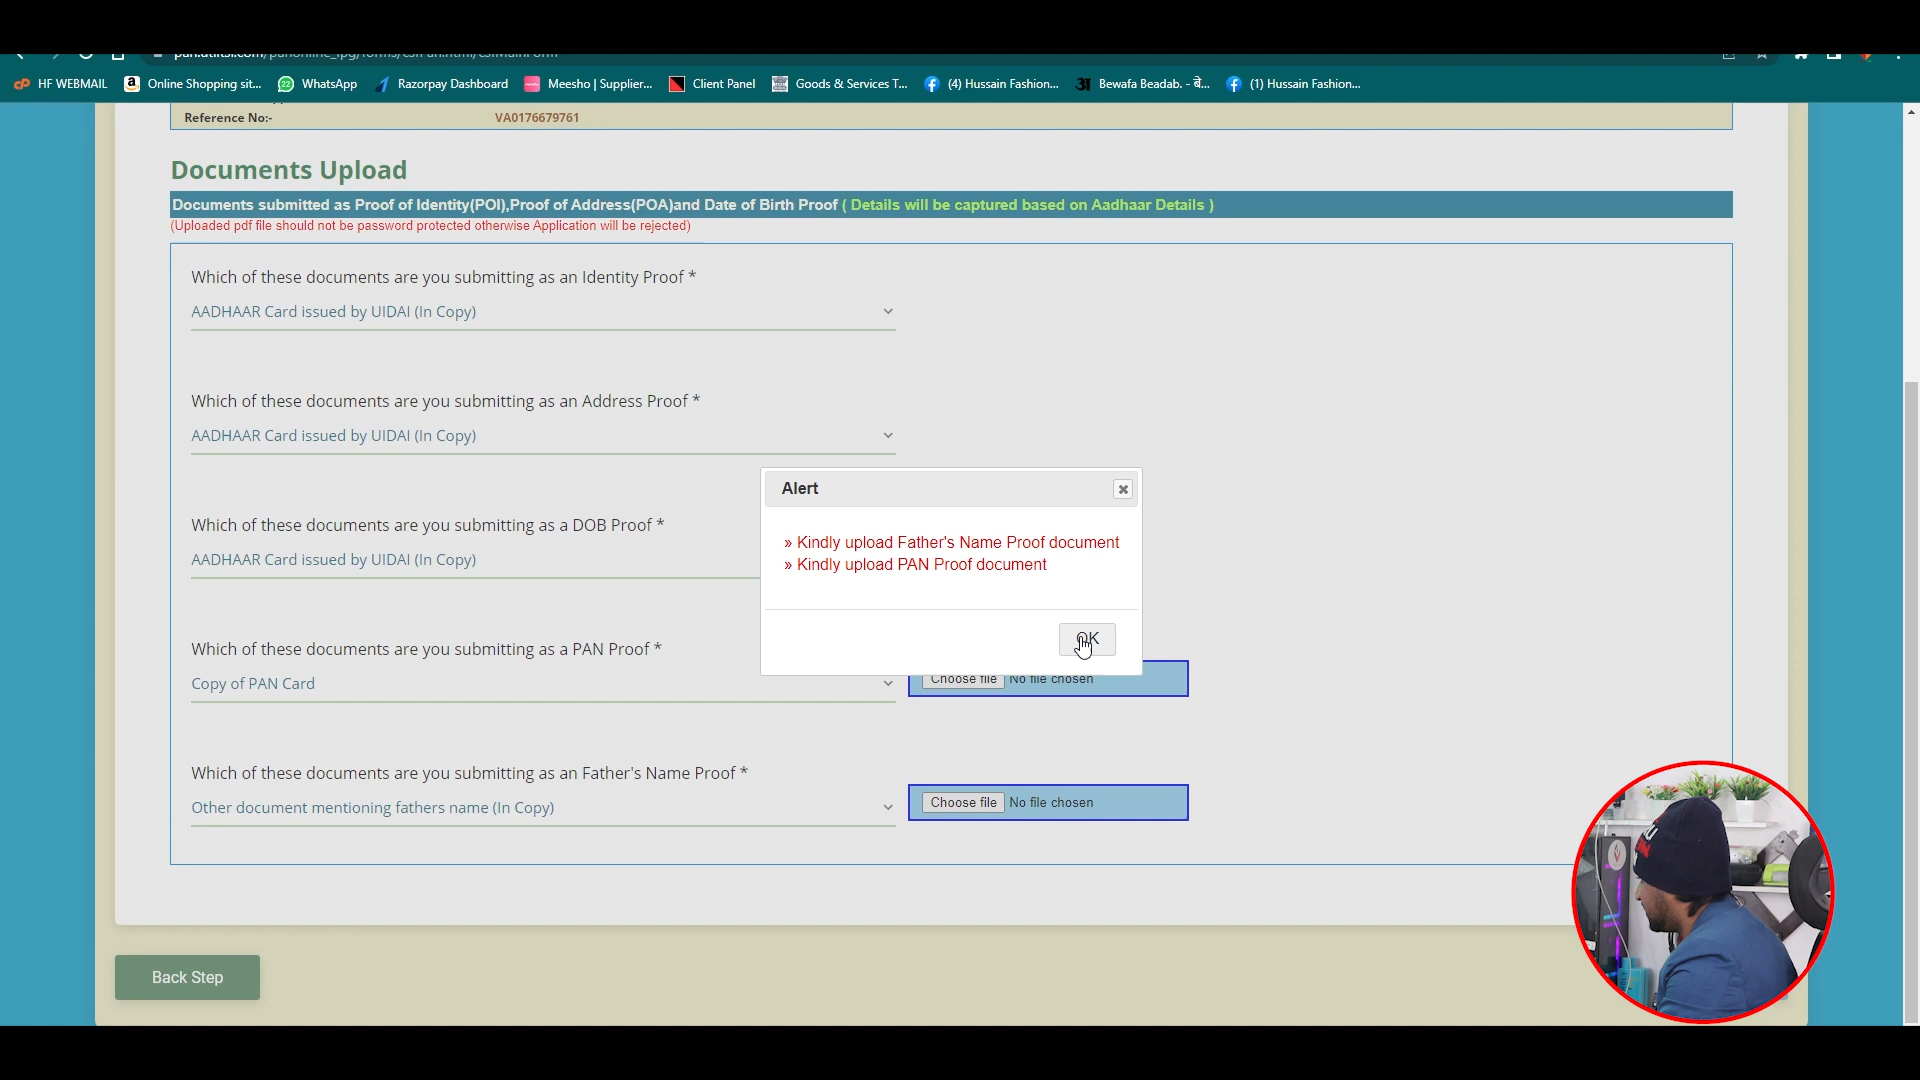 HF WEBMAIL Online Shopping sit... WhatsApp Razorpay Dashboard Meesho | Supplier... Client Panel Goods & Services T... (4) Hussain Fashion... Bewafa Beadab. - बे... (1) Hussain Fashion...
Reference No:- VA0176679761
Documents Upload
Documents submitted as Proof of Identity(POI),Proof of Address(POA)and Date of Birth Proof ( Details will be captured based on Aadhaar Details )
(Uploaded pdf file should not be password protected otherwise Application will be rejected)
Which of these documents are you submitting as an Identity Proof *
AADHAAR Card issued by UIDAI (In Copy)
Which of these documents are you submitting as an Address Proof *
AADHAAR Card issued by UIDAI (In Copy)
Alert
Which of these documents are you submitting as a DOB Proof *
» Kindly upload Father's Name Proof document
AADHAAR Card issued by UIDAI (In Copy)
» Kindly upload PAN Proof document
OK
Which of these documents are you submitting as a PAN Proof *
Copy of PAN Card Choose file No file chosen
Which of these documents are you submitting as an Father's Name Proof *
Other document mentioning fathers name (In Copy) Choose file No file chosen
Back Step